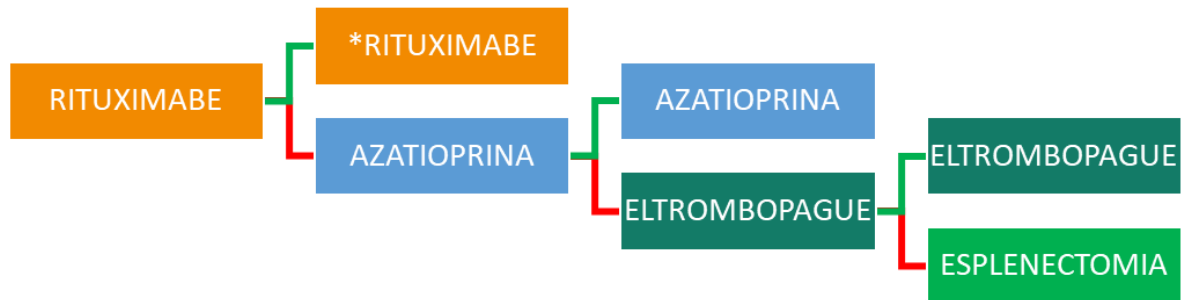 RITUXIMABE
*RITUXIMABE
AZATIOPRINA
AZATIOPRINA
ELTROMBOPAGUE
ELTROMBOPAGUE
ESPLENECTOMIA